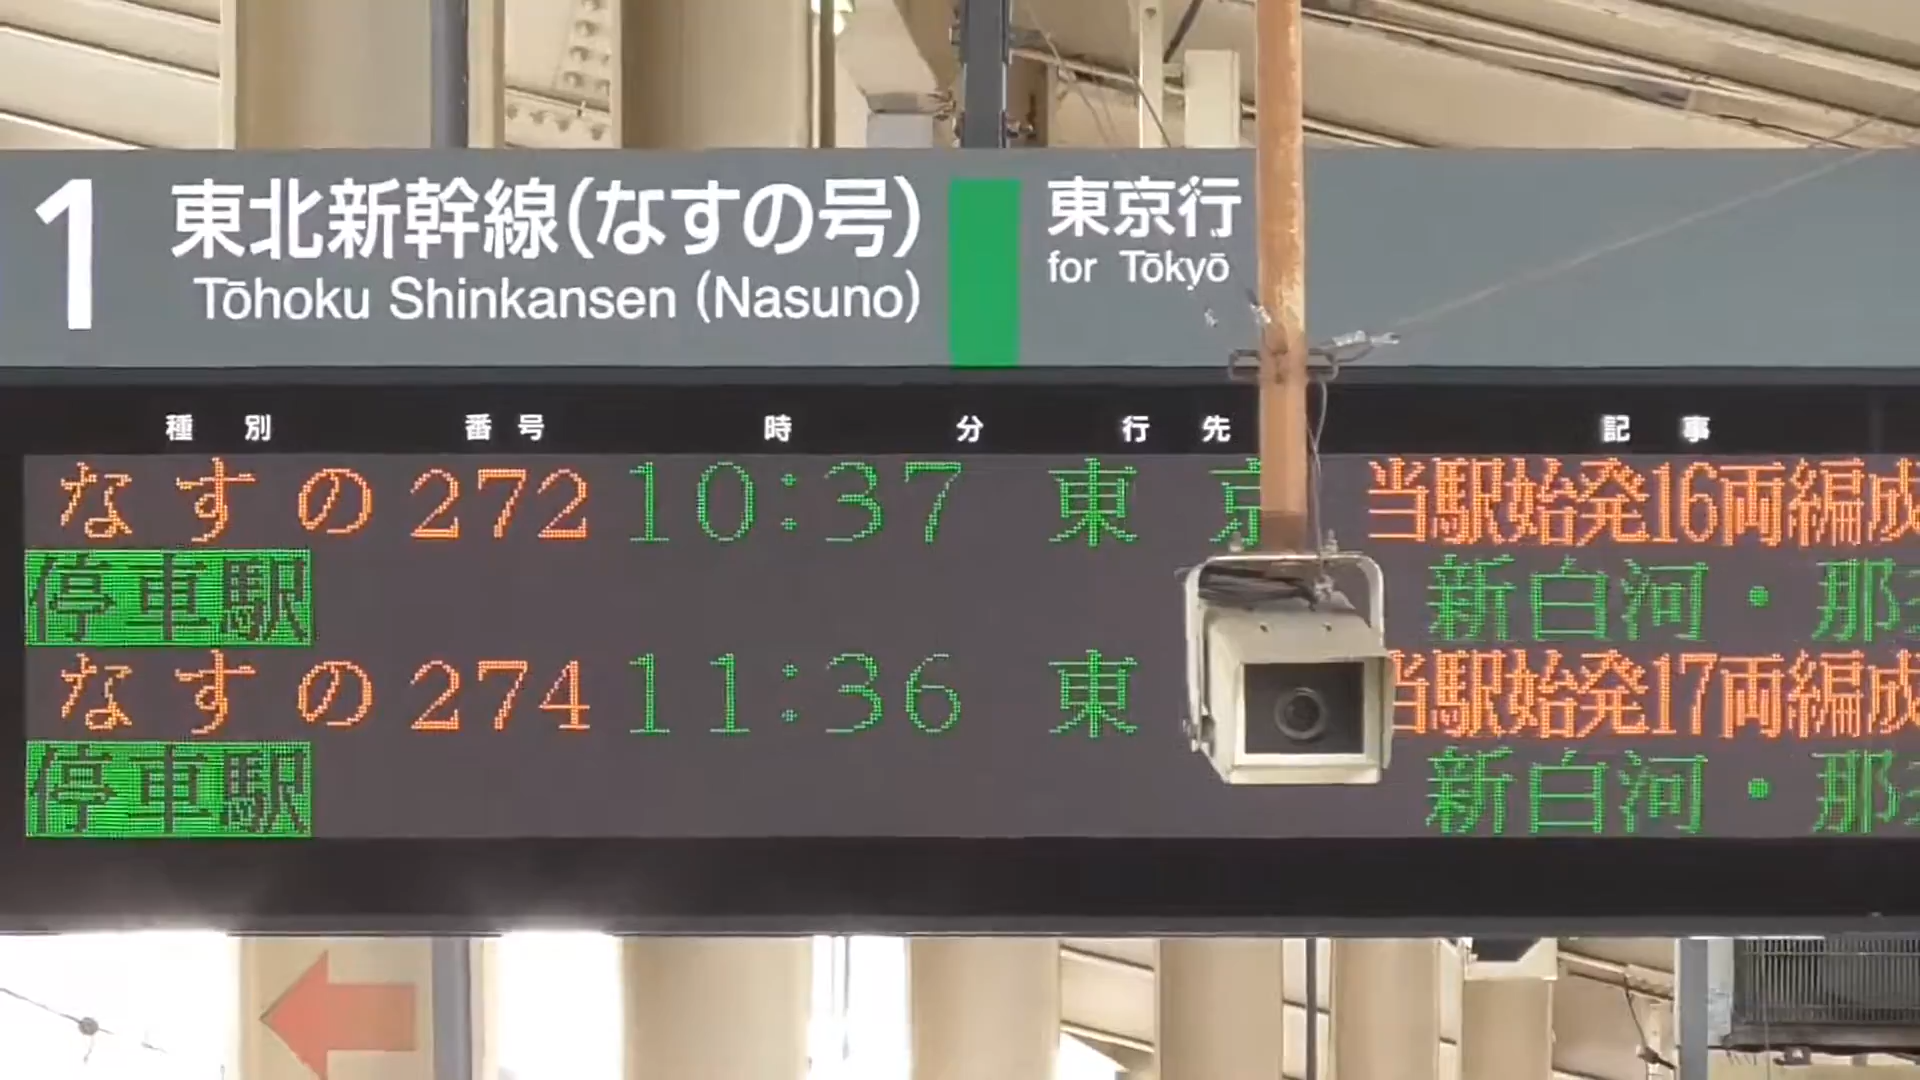 1 東北新幹線(なすの号) 東京行
Tōhoku Shinkansen (Nasuno) for Tōkyō
種別 番号 時 分 行先 記事
なすの 272 10:37 東京 当駅始発16両編成
停車駅 新白河・那
なすの 274 11:36 東 当駅始発17両編成
停車駅 新白河・那